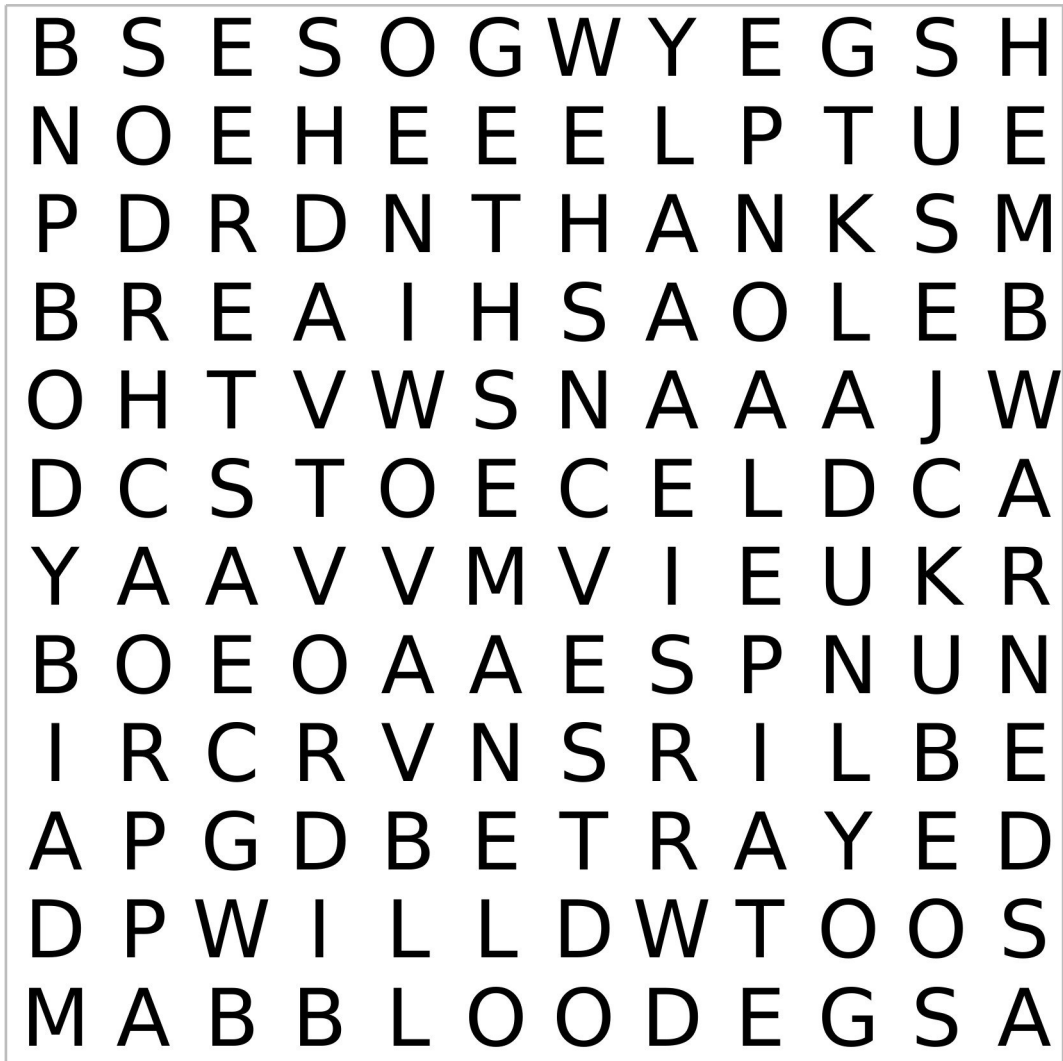 B S E S O G W Y E G S H
N O E H E E E L P T U E
P D R D N T H A N K S M
B R E A I H S A O L E B
O H T V W S N A A A J W
D C S T O E C E L D C A
Y A A V V M V I E U K R
B O E O A A E S P N U N
I R C R V N S R I L B E
A P G D B E T R A Y E D
D P W I L L D W T O O S
M A B B L O O D E G S A